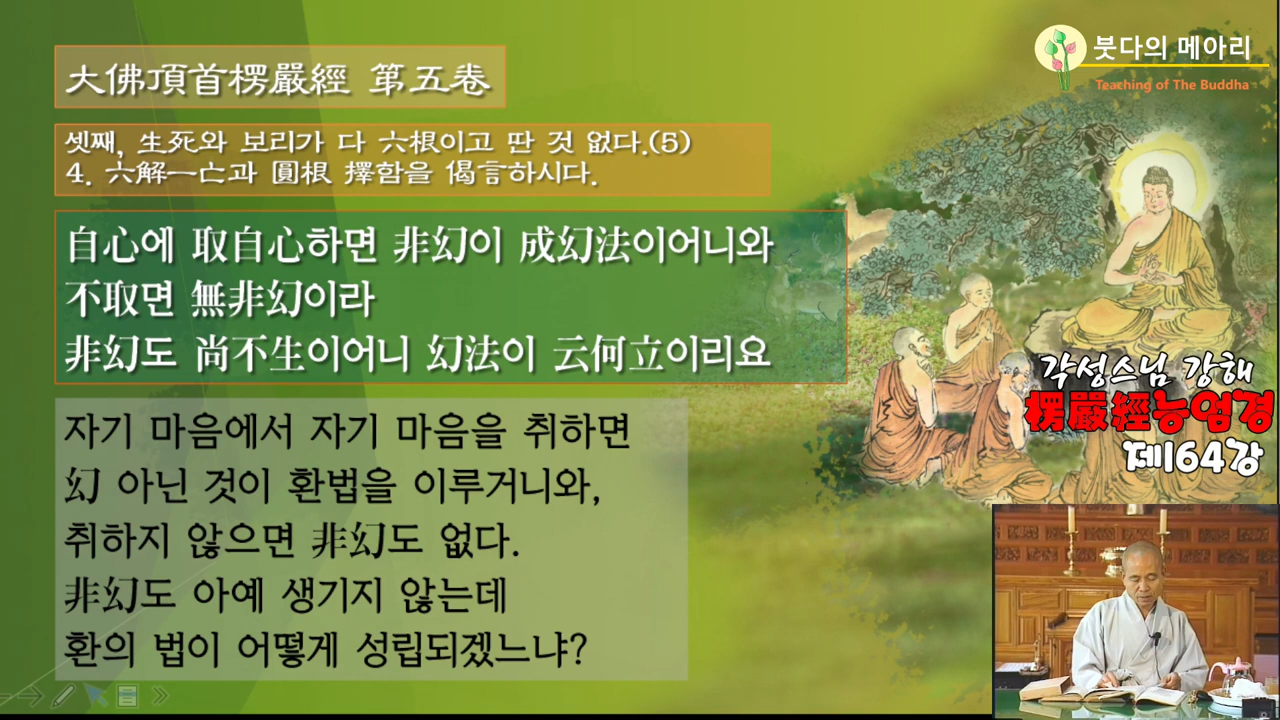 大佛頂首楞嚴經 第五卷
셋째, 生死와 보리가 다 六根이고 딴 것 없다.(5)
4. 六解一亡과 圓根 擇함을 偈言하시다.
自心에 取自心하면 非幻이 成幻法이어니와
不取면 無非幻이라
非幻도 尚不生이어니 幻法이 云何立이리요
자기 마음에서 자기 마음을 취하면
幻 아닌 것이 환법을 이루거니와,
취하지 않으면 非幻도 없다.
非幻도 아예 생기지 않는데
환의 법이 어떻게 성립되겠느냐?
붓다의 메아리
Teaching of The Buddha
각성스님 강해
楞嚴經능엄경
제164강